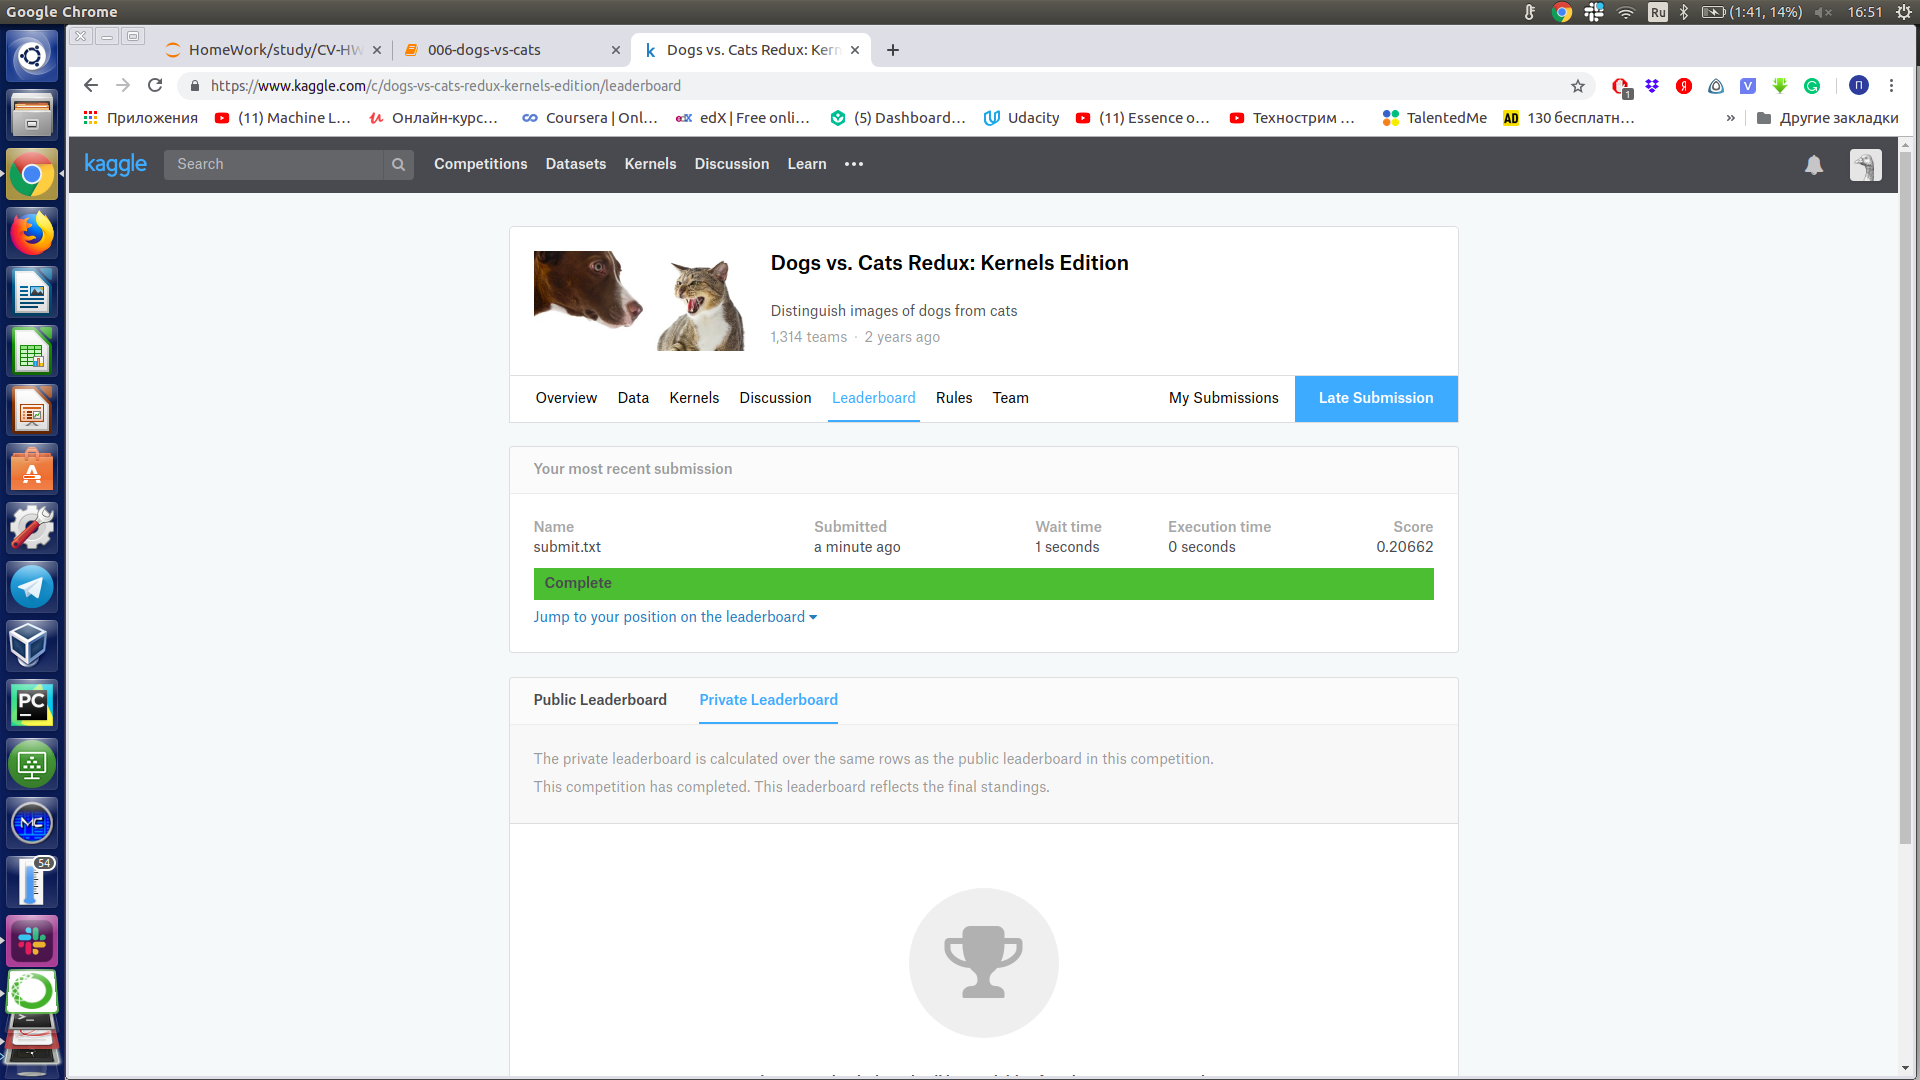 Google Chrome
Ru
(1:41, 14%)
16:51
HomeWork/study/CV-HW
006-dogs-vs-cats
Dogs vs. Cats Redux: Kern
https://www.kaggle.com/c/dogs-vs-cats-redux-kernels-edition/leaderboard
1
Приложения
(11) Machine L…
Онлайн-курс…
Coursera | Onl…
edX | Free onli…
(5) Dashboard…
Udacity
(11) Essence o…
Технострим …
TalentedMe
AD
130 бесплатн…
»
Другие закладки
kaggle
Search
Competitions
Datasets
Kernels
Discussion
Learn
Dogs vs. Cats Redux: Kernels Edition
Distinguish images of dogs from cats
1,314 teams · 2 years ago
Overview
Data
Kernels
Discussion
Leaderboard
Rules
Team
My Submissions
Late Submission
Your most recent submission
Name
Submitted
Wait time
Execution time
Score
submit.txt
a minute ago
1 seconds
0 seconds
0.20662
Complete
Jump to your position on the leaderboard
Public Leaderboard
Private Leaderboard
The private leaderboard is calculated over the same rows as the public leaderboard in this competition.
This competition has completed. This leaderboard reflects the final standings.
PC
MC
54